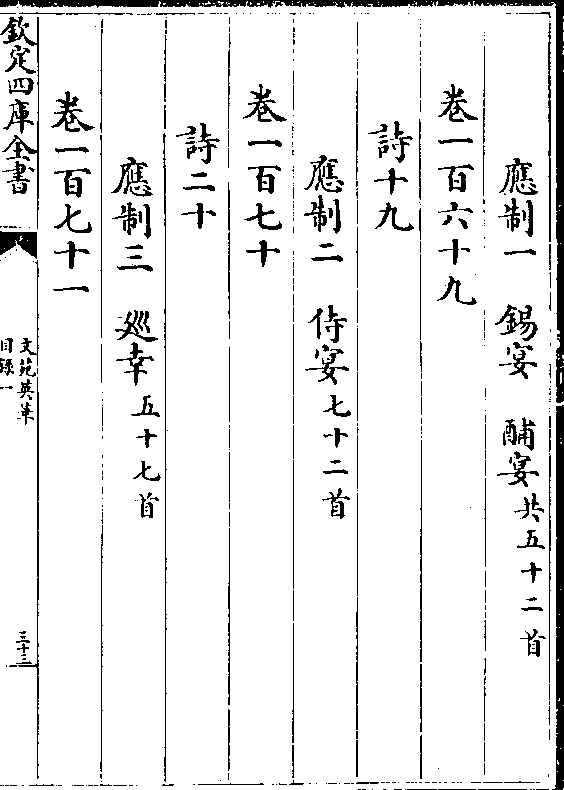 應制一　錫宴　酺宴共五十二首
卷一百六十九
詩十九
應制二　侍宴七十二首
卷一百七十
詩二十
應制三　廵幸五十七首
卷一百七十一
欽定四庫全書
文苑英華
目錄一
三十三